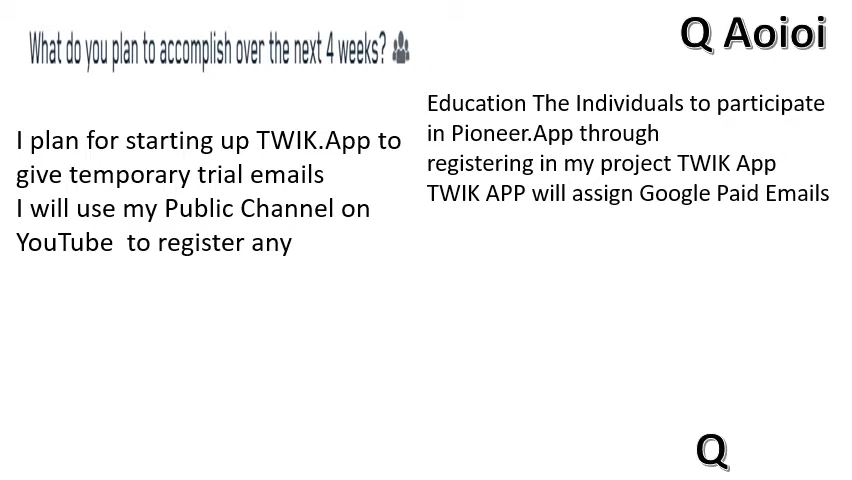 What do you plan to accomplish over the next 4 weeks?
Q Aoioi
I plan for starting up TWIK.App to
give temporary trial emails
I will use my Public Channel on
YouTube to register any
Education The Individuals to participate
in Pioneer.App through
registering in my project TWIK App
TWIK APP will assign Google Paid Emails
Q